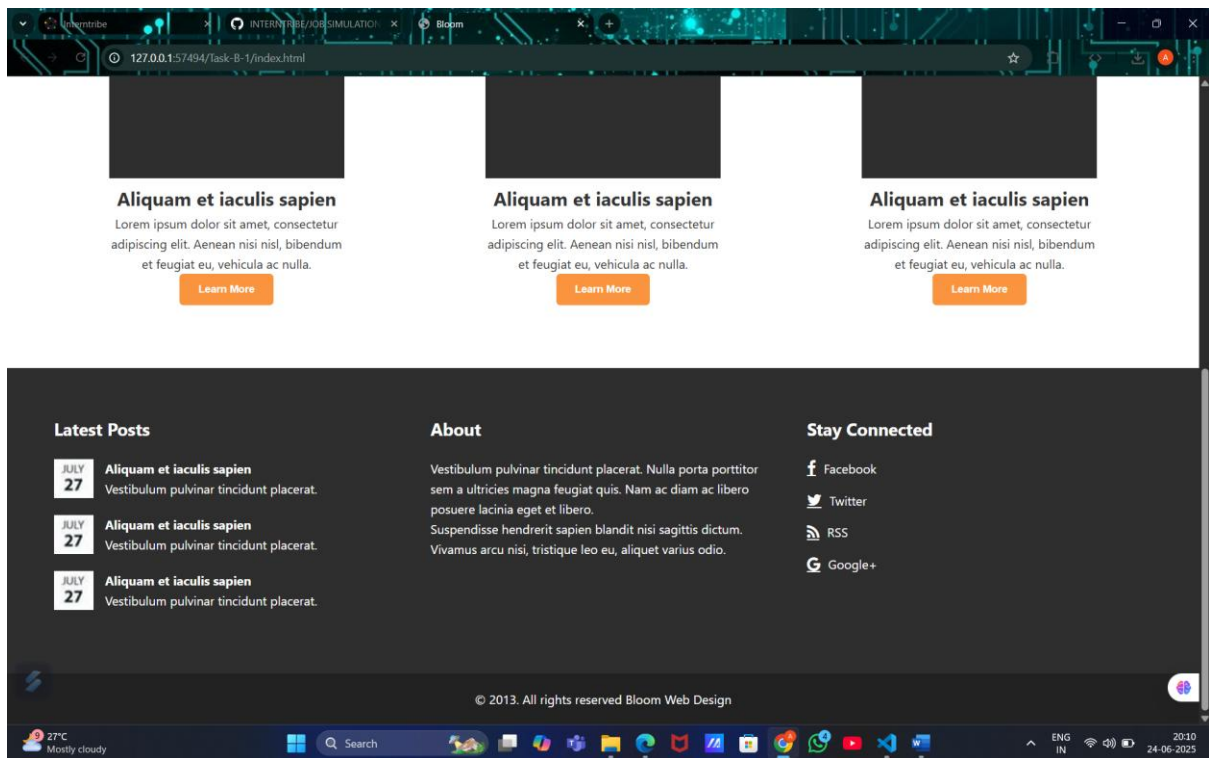 Interntribe
INTERNTRIBE/JOB SIMULATION
Bloom
127.0.0.1:57494/Task-B-1/index.html
A
Aliquam et iaculis sapien
Lorem ipsum dolor sit amet, consectetur
adipiscing elit. Aenean nisi nisl, bibendum
et feugiat eu, vehicula ac nulla.
Learn More
Aliquam et iaculis sapien
Lorem ipsum dolor sit amet, consectetur
adipiscing elit. Aenean nisi nisl, bibendum
et feugiat eu, vehicula ac nulla.
Learn More
Aliquam et iaculis sapien
Lorem ipsum dolor sit amet, consectetur
adipiscing elit. Aenean nisi nisl, bibendum
et feugiat eu, vehicula ac nulla.
Learn More
Latest Posts
JULY
27
Aliquam et iaculis sapien
Vestibulum pulvinar tincidunt placerat.
JULY
27
Aliquam et iaculis sapien
Vestibulum pulvinar tincidunt placerat.
JULY
27
Aliquam et iaculis sapien
Vestibulum pulvinar tincidunt placerat.
About
Vestibulum pulvinar tincidunt placerat. Nulla porta porttitor
sem a ultricies magna feugiat quis. Nam ac diam ac libero
posuere lacinia eget et libero.
Suspendisse hendrerit sapien blandit nisi sagittis dictum.
Vivamus arcu nisi, tristique leo eu, aliquet varius odio.
Stay Connected
Facebook
Twitter
RSS
Google+
© 2013. All rights reserved Bloom Web Design
27°C
Mostly cloudy
Search
ENG
IN
20:10
24-06-2025